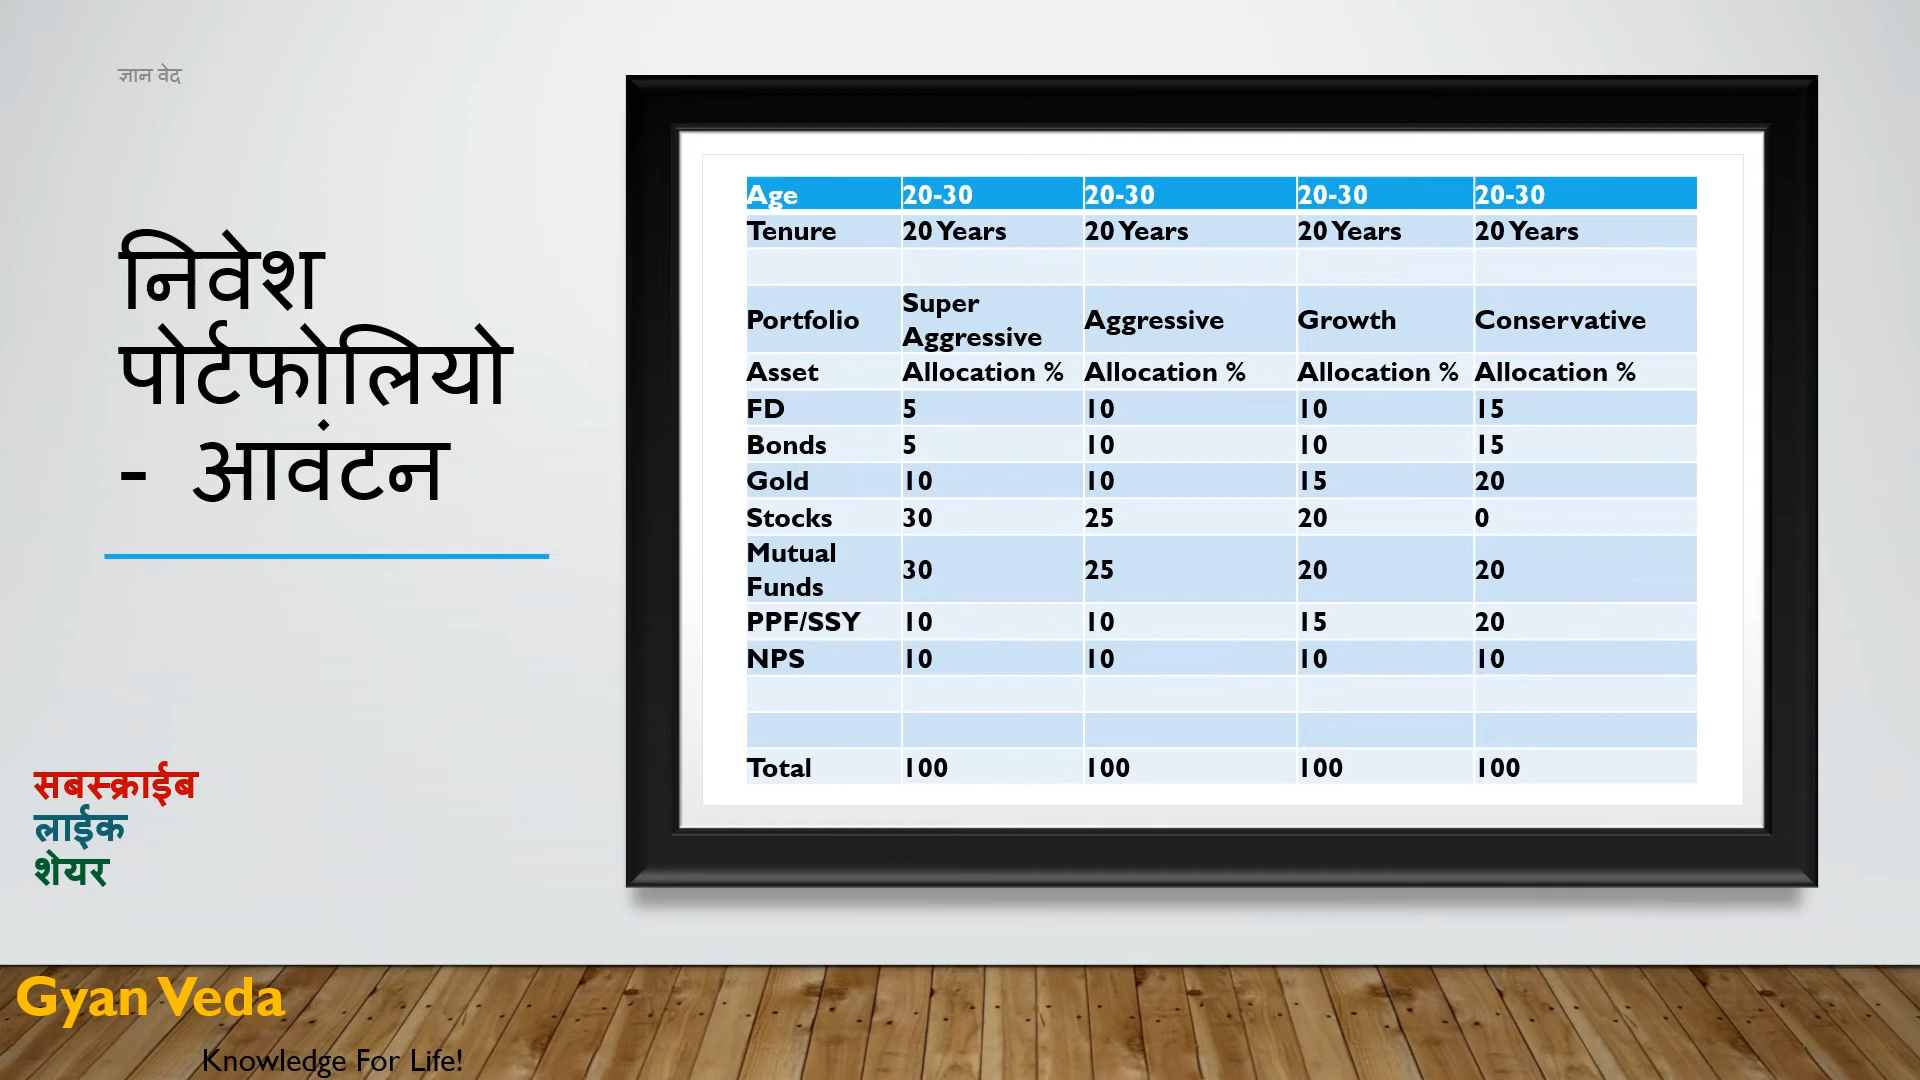 ज्ञान वेद
निवेश
पोर्टफोलियो
- आवंटन
Age 20-30 20-30 20-30 20-30
Tenure 20 Years 20 Years 20 Years 20 Years
Portfolio Super Aggressive Aggressive Growth Conservative
Asset Allocation % Allocation % Allocation % Allocation %
FD 5 10 10 15
Bonds 5 10 10 15
Gold 10 10 15 20
Stocks 30 25 20 0
Mutual Funds 30 25 20 20
PPF/SSY 10 10 15 20
NPS 10 10 10 10
Total 100 100 100 100
सबस्क्राईब
लाईक
शेयर
Gyan Veda
Knowledge For Life!